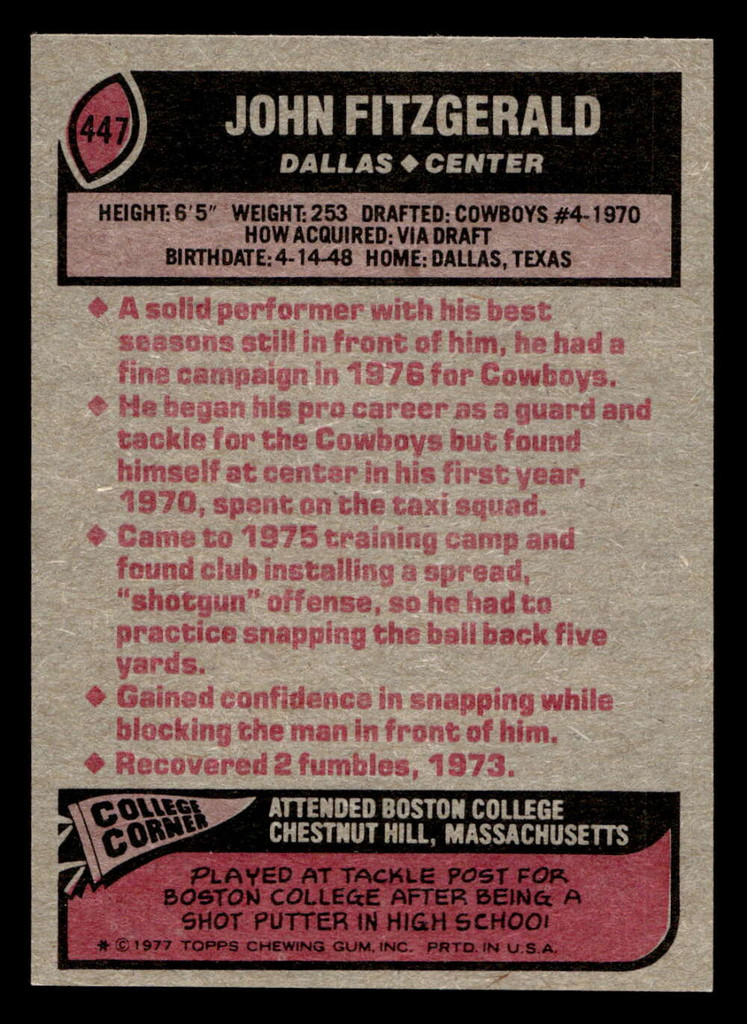 447
JOHN FITZGERALD
DALLAS ◆ CENTER
HEIGHT: 6'5" WEIGHT: 253 DRAFTED: COWBOYS #4-1970
HOW ACQUIRED: VIA DRAFT
BIRTHDATE: 4-14-48 HOME: DALLAS, TEXAS
◆ A solid performer with his best
seasons still in front of him, he had a
fine campaign in 1976 for Cowboys.
◆ He began his pro career as a guard and
tackle for the Cowboys but found
himself at center in his first year,
1970, spent on the taxi squad.
◆ Came to 1975 training camp and
found club installing a spread,
"shotgun" offense, so he had to
practice snapping the ball back five
yards.
◆ Gained confidence in snapping while
blocking the man in front of him.
◆ Recovered 2 fumbles, 1973.
COLLEGE
CORNER
ATTENDED BOSTON COLLEGE
CHESTNUT HILL, MASSACHUSETTS
PLAYED AT TACKLE POST FOR
BOSTON COLLEGE AFTER BEING A
SHOT PUTTER IN HIGH SCHOOl
* © 1977 TOPPS CHEWING GUM, INC. PRTD. IN U.S.A.